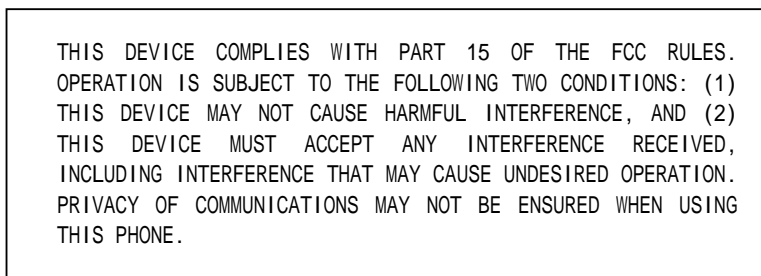 THIS DEVICE COMPLIES WITH PART 15 OF THE FCC RULES.
OPERATION IS SUBJECT TO THE FOLLOWING TWO CONDITIONS: (1)
THIS DEVICE MAY NOT CAUSE HARMFUL INTERFERENCE, AND (2)
THIS DEVICE MUST ACCEPT ANY INTERFERENCE RECEIVED,
INCLUDING INTERFERENCE THAT MAY CAUSE UNDESIRED OPERATION.
PRIVACY OF COMMUNICATIONS MAY NOT BE ENSURED WHEN USING
THIS PHONE.